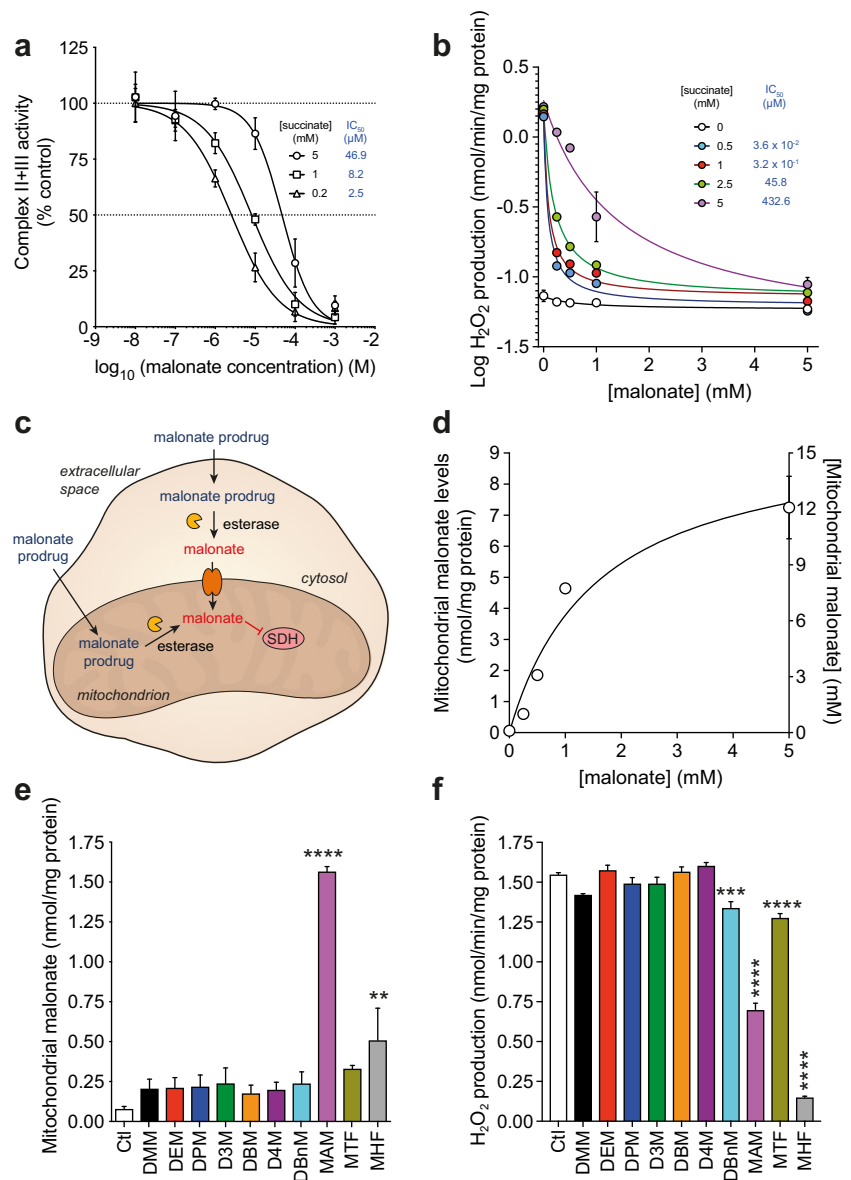 a
Complex II+III activity
(% control)
125
100
75
50
25
0
-9 -8 -7 -6 -5 -4 -3 -2
log10 (malonate concentration) (M)
[succinate] IC50
(mM) (μM)
5 46.9
1 8.2
0.2 2.5
b
Log H2O2 production (nmol/min/mg protein)
0.5
0.0
-0.5
-1.0
-1.5
0 1 2 3 4 5
[malonate] (mM)
[succinate] IC50
(mM) (μM)
0
0.5 3.6 x 10-2
1 3.2 x 10-1
2.5 45.8
5 432.6
c
malonate prodrug
extracellular
space
malonate prodrug
esterase
malonate
malonate
prodrug
cytosol
malonate
SDH
malonate
prodrug
esterase
mitochondrion
d
Mitochondrial malonate levels
(nmol/mg protein)
9
8
7
6
5
4
3
2
1
0
0 1 2 3 4 5
[malonate] (mM)
15
12
9
6
3
0
[Mitochondrial
malonate] (mM)
e
Mitochondrial malonate (nmol/mg protein)
1.75
1.50
1.25
1.00
0.75
0.50
0.25
0.00
****
**
Ctl DMM DEM DPM D3M DBM D4M DBnM MAM MTF MHF
f
H2O2 production (nmol/min/mg protein)
1.75
1.50
1.25
1.00
0.75
0.50
0.25
0.00
***
****
****
****
Ctl DMM DEM DPM D3M DBM D4M DBnM MAM MTF MHF